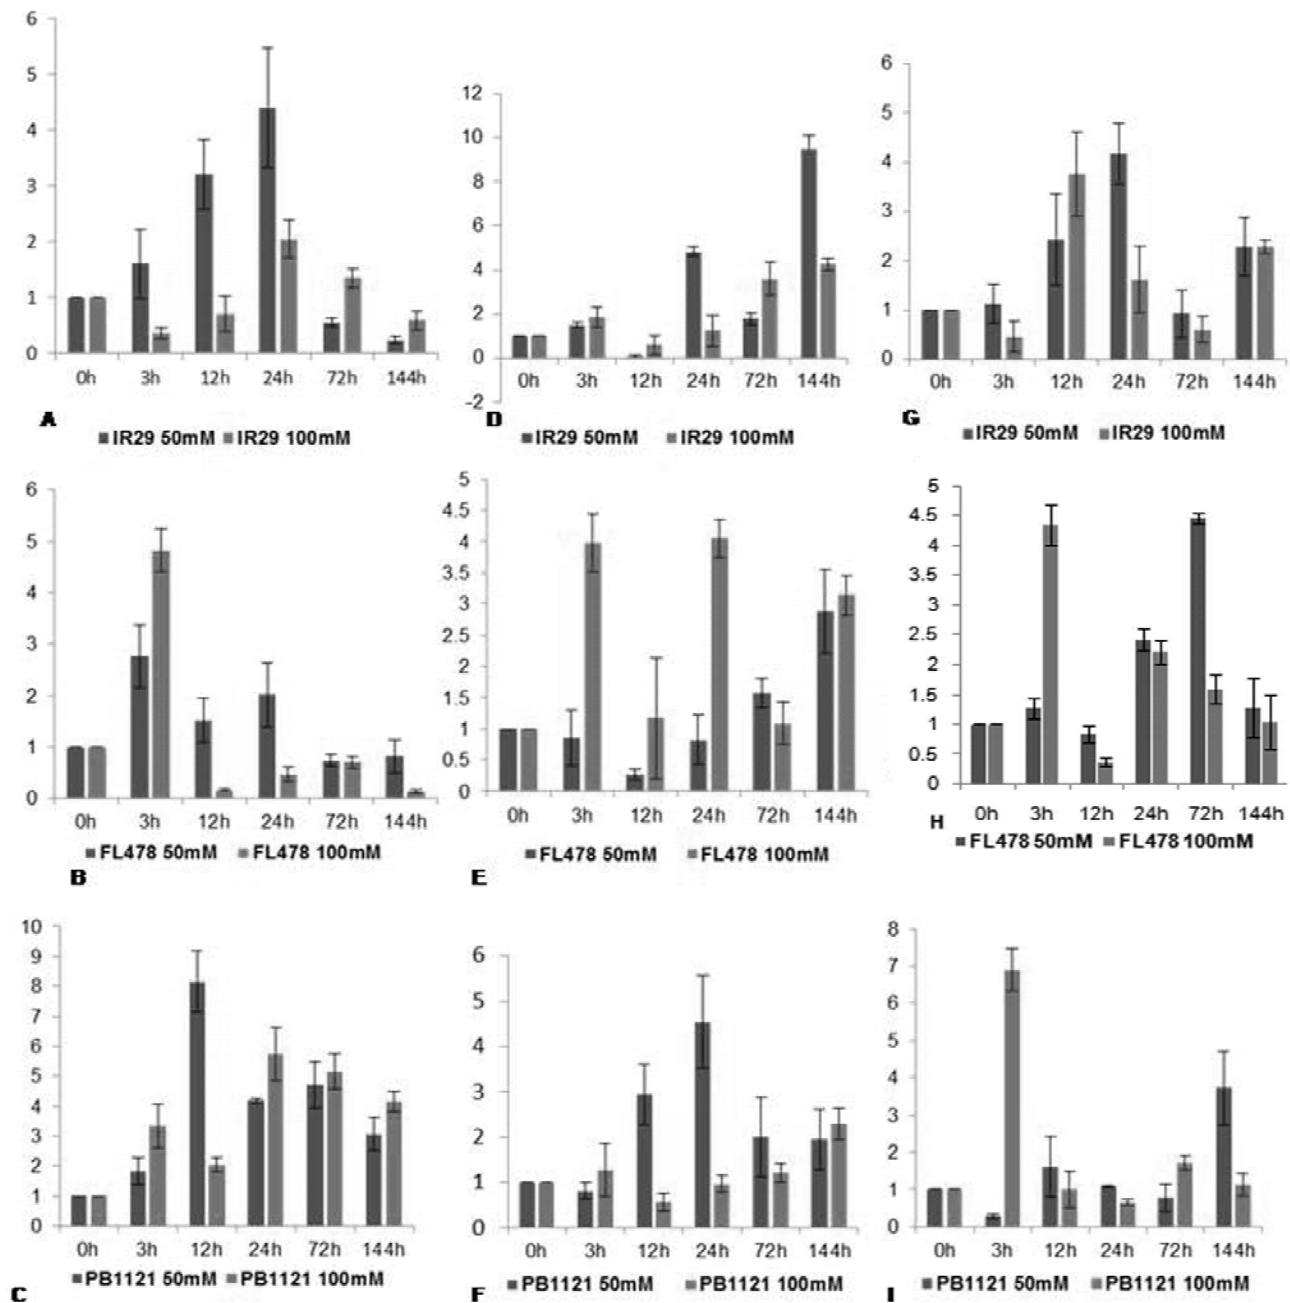 6
5
4
3
2
1
0
0h 3h 12h 24h 72h 144h
A
IR29 50mM IR29 100mM
12
10
8
6
4
2
0
-2
0h 3h 12h 24h 72h 144h
D
IR29 50mM IR29 100mM
6
5
4
3
2
1
0
0h 3h 12h 24h 72h 144h
G
IR29 50mM IR29 100mM
6
5
4
3
2
1
0
0h 3h 12h 24h 72h 144h
FL478 50mM FL478 100mM
B
5
4.5
4
3.5
3
2.5
2
1.5
1
0.5
0
0h 3h 12h 24h 72h 144h
FL478 50mM FL478 100mM
E
5
4.5
4
3.5
3
2.5
2
1.5
1
0.5
0
0h 3h 12h 24h 72h 144h
H
FL478 50mM FL478 100mM
10
9
8
7
6
5
4
3
2
1
0
0h 3h 12h 24h 72h 144h
PB1121 50mM PB1121 100mM
C
6
5
4
3
2
1
0
0h 3h 12h 24h 72h 144h
PB1121 50mM PB1121 100mM
F
8
7
6
5
4
3
2
1
0
0h 3h 12h 24h 72h 144h
PB1121 50mM PB1121 100mM
I